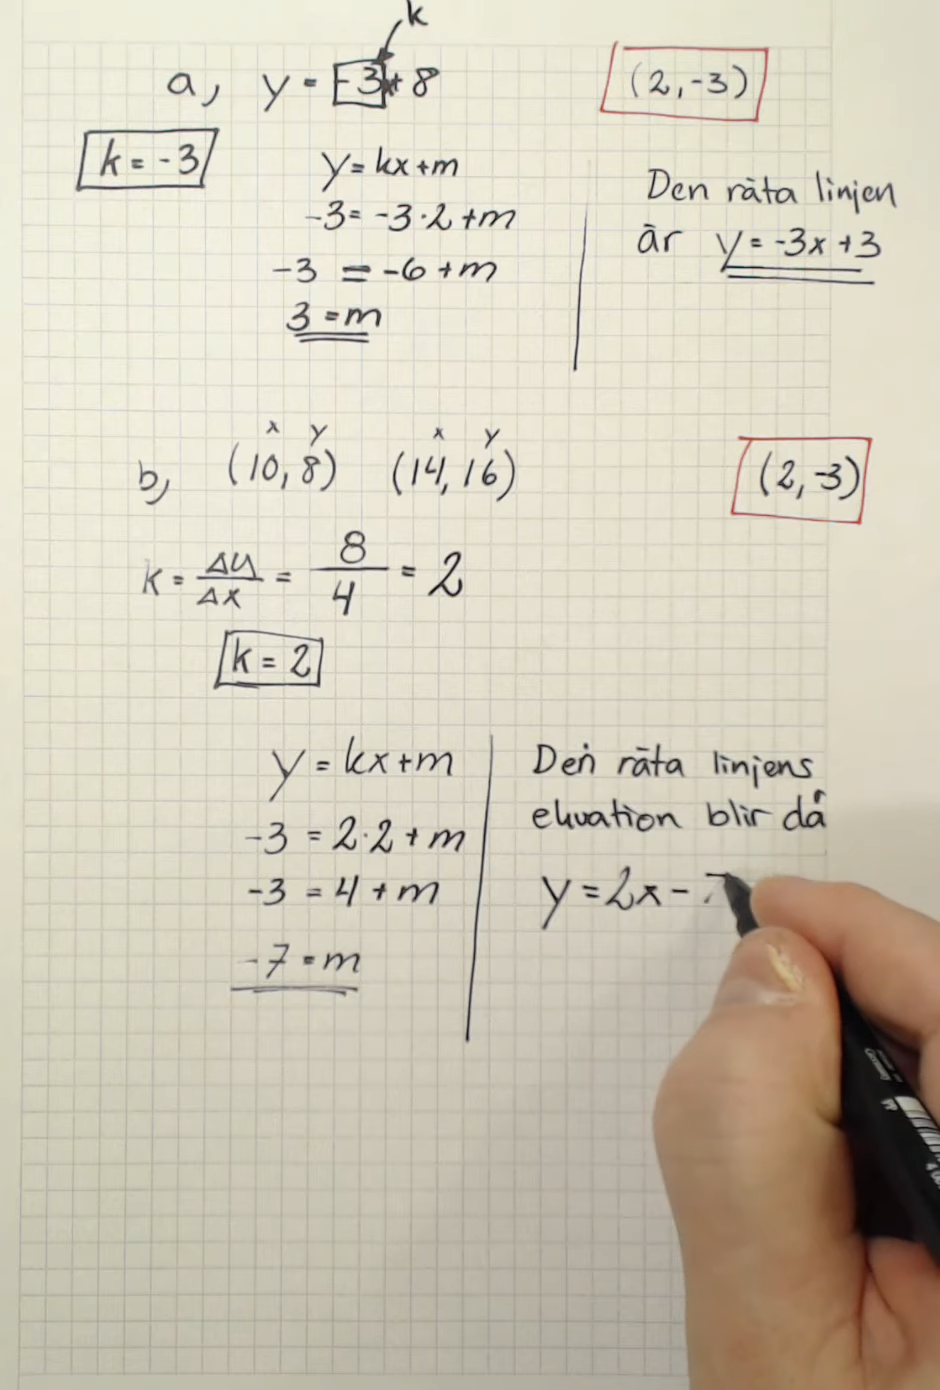 k
a, y = -3x+8
(2,-3)
k = -3
y = kx+m
-3 = -3·2+m
-3 = -6+m
3 = m
Den räta linjen
är y = -3x+3
x y x y
b, (10,8) (14,16)
(2,-3)
k = Δy/Δx = 8/4 = 2
k = 2
y = kx+m
-3 = 2·2+m
-3 = 4+m
-7 = m
Den räta linjens
ekvation blir då
y = 2x - 7